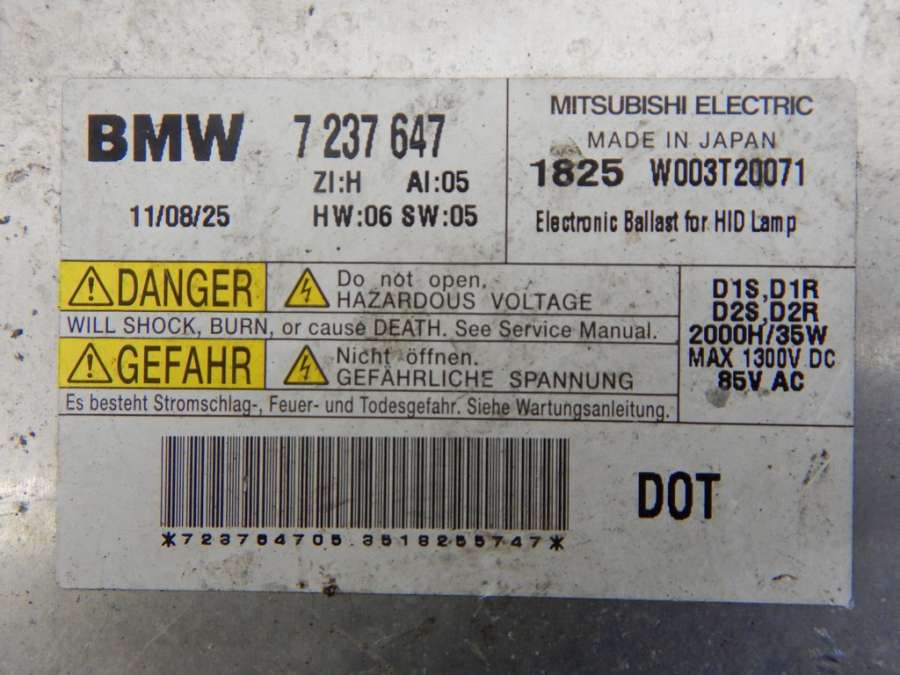 BMW 7 237 647
ZI:H AI:05
11/08/25 HW:06 SW:05
MITSUBISHI ELECTRIC
MADE IN JAPAN
1825 W003T20071
Electronic Ballast for HID Lamp
DANGER
Do not open.
HAZARDOUS VOLTAGE
WILL SHOCK, BURN, or cause DEATH. See Service Manual.
GEFAHR
Nicht öffnen.
GEFÄHRLICHE SPANNUNG
Es besteht Stromschlag-, Feuer- und Todesgefahr. Siehe Wartungsanleitung.
D1S,D1R
D2S,D2R
2000H/35W
MAX 1300V DC
85V AC
*723764705.3518255747*
DOT